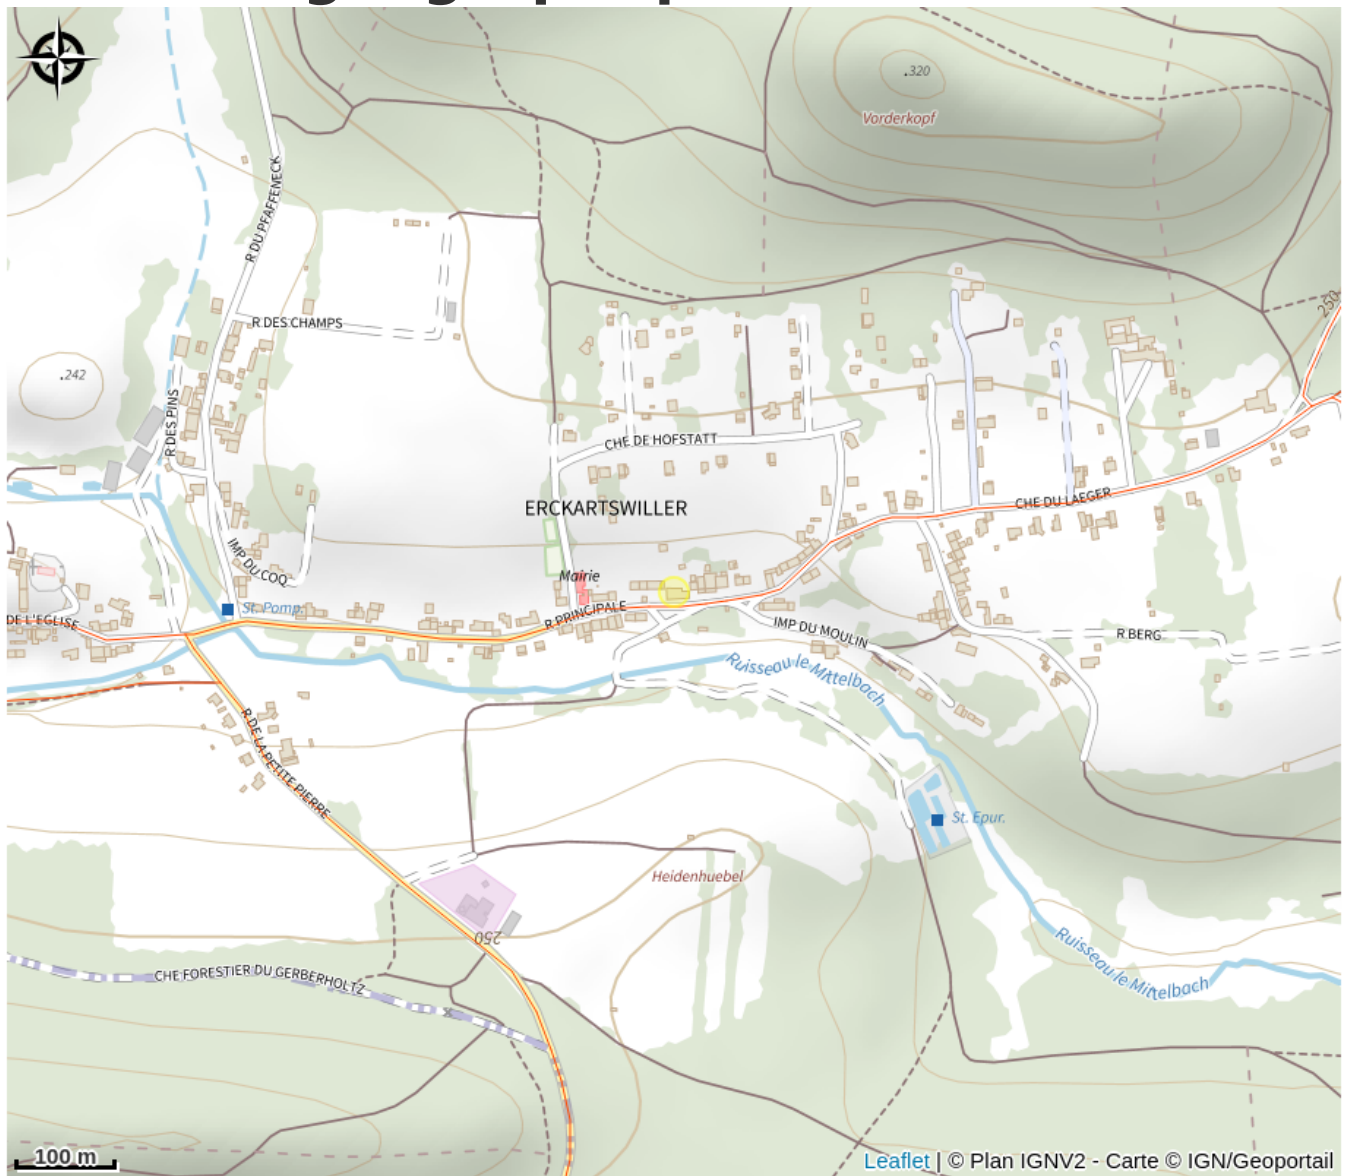 .320
Vorderkopf
R DU PFAFFENECK
250
R DES CHAMPS
.242
R DES PINS
CHE DE HOFSTATT
ERCKARTSWILLER
CHE DU LAEGER
IMP DU COQ
Mairie
St. Pomp.
R PRINCIPALE
DE L'EGLISE
IMP DU MOULIN
R BERG
Ruisseau le Mittelbach
R DE LA PETITE PIERRE
St. Epur.
Heidenhuebel
250
Ruisseau le Mittelbach
CHE FORESTIER DU GERBERHOLTZ
100 m
Leaflet | © Plan IGNV2 - Carte © IGN/Geoportail